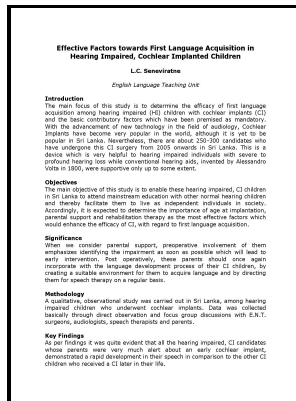 Effective Factors towards First Language Acquisition in
Hearing Impaired, Cochlear Implanted Children
L.C. Seneviratne
English Language Teaching Unit
Introduction
The main focus of this study is to determine the efficacy of first language
acquisition among hearing impaired (HI) children with cochlear implants (CI)
and the basic contributory factors which have been premised as mandatory.
With the advancement of new technology in the field of audiology, Cochlear
Implants have become very popular in the world, although it is yet to be
popular in Sri Lanka. Nevertheless, there are about 250-300 candidates who
have undergone this CI surgery from 2005 onwards in Sri Lanka. This is a
device which is very helpful to hearing impaired individuals with severe to
profound hearing loss while conventional hearing aids, invented by Alessandro
Volta in 1800, were supportive only up to some extent.
Objectives
The main objective of this study is to enable these hearing impaired, CI children
in Sri Lanka to attend mainstream education with other normal hearing children
and thereby facilitate them to live as independent individuals in society.
Accordingly, it is expected to determine the importance of age at implantation,
parental support and rehabilitation therapy as the most effective factors which
would enhance the efficacy of CI, with regard to first language acquisition.
Significance
When we consider parental support, preoperative involvement of them
emphasizes identifying the impairment as soon as possible which will lead to
early intervention. Post operatively, these parents should once again
incorporate with the language development process of their CI children, by
creating a suitable environment for them to acquire language and by directing
them for speech therapy on a regular basis.
Methodology
A qualitative, observational study was carried out in Sri Lanka, among hearing
impaired children who underwent cochlear implants. Data was collected
basically through direct observation and focus group discussions with E.N.T.
surgeons, audiologists, speech therapists and parents.
Key Findings
As per findings it was quite evident that all the hearing impaired, CI candidates
whose parents were very much alert about an early cochlear implant,
demonstrated a rapid development in their speech in comparison to the other CI
children who received a CI later in their life.